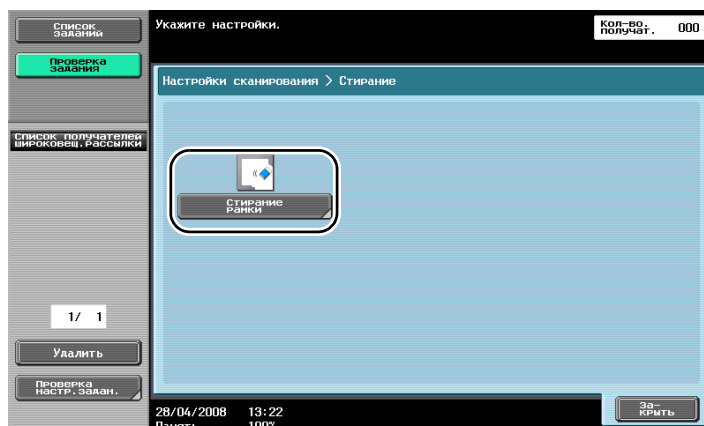 Список
заданий
Проверка
задания
Список получателей
широковещ.рассылки
1/ 1
Удалить
Проверка
настр.задан.
Укажите настройки.
Кол-во.
получат. 000
Настройки сканирования > Стирание
Стирание
рамки
28/04/2008 13:22
Память 100%
За-
крыть